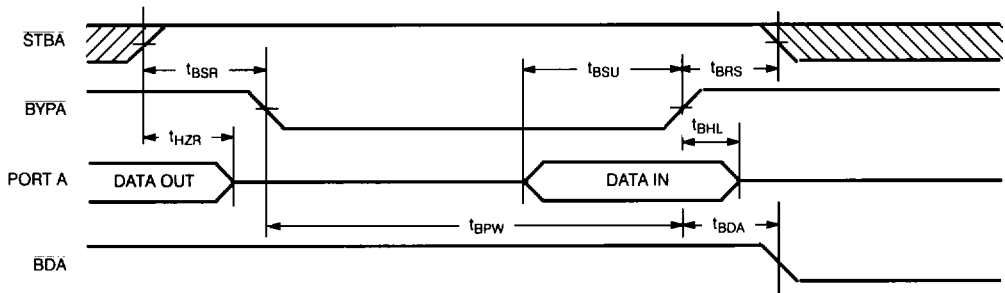 STBA
tBSR
tBSU
tBRS
BYPA
tHZR
tBHL
PORT A
DATA OUT
DATA IN
tBPW
tBDA
BDA